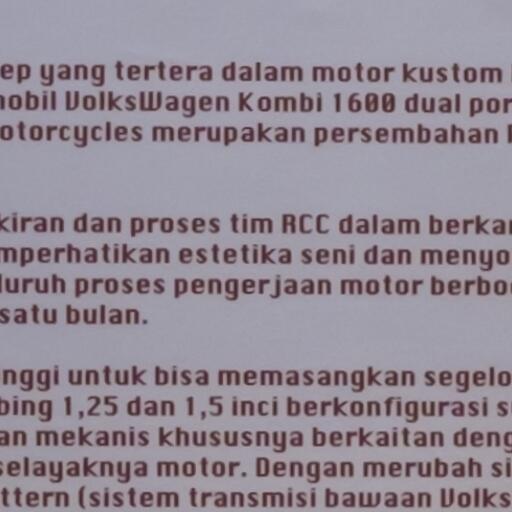 ep yang tertera dalam motor kustom
mobil VolksWagen Kombi 1600 dual por
otorcycles merupakan persembahan
kiran dan proses tim RCC dalam berkar
mperhatikan estetika seni dan menyo
luruh proses pengerjaan motor berbo
satu bulan.
nggi untuk bisa memasangkan segelo
bing 1,25 dan 1,5 inci berkonfigurasi s
an mekanis khususnya berkaitan deng
selayaknya motor. Dengan merubah si
ttern (sistem transmisi bawaan Volks